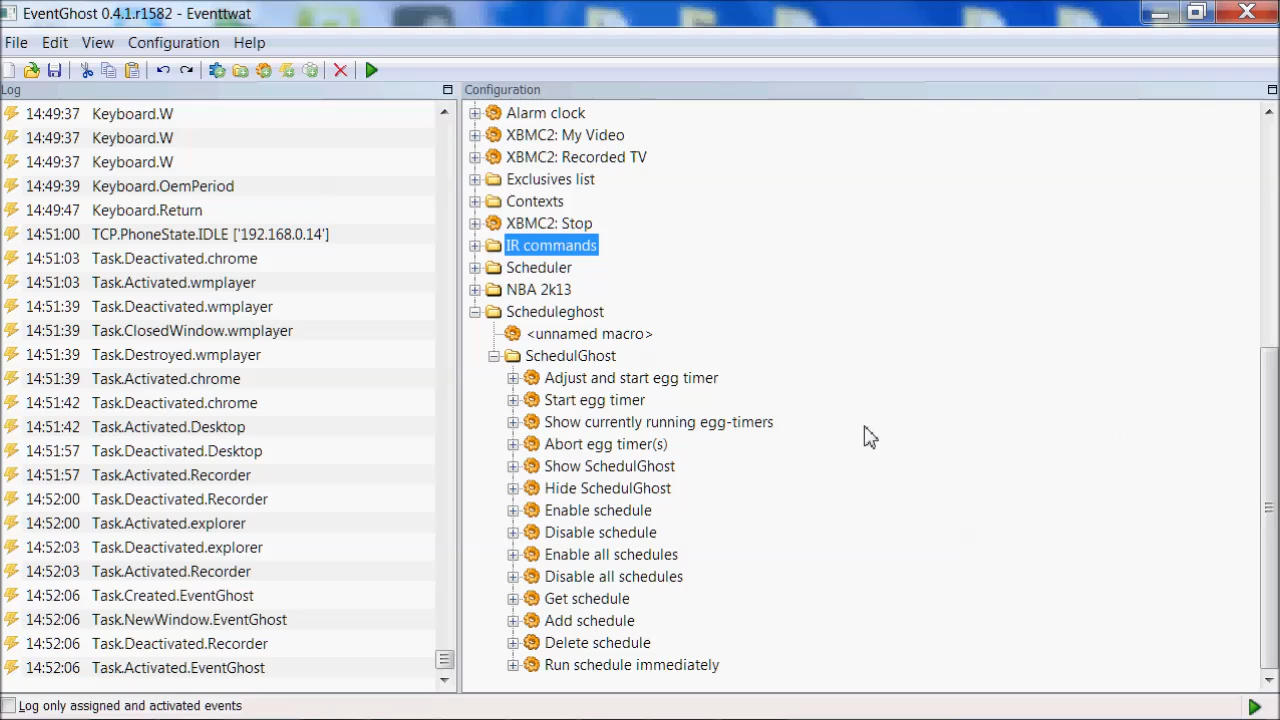 EventGhost 0.4.1.r1582 - Eventtwat
File Edit View Configuration Help
Log
14:49:37 Keyboard.W
14:49:37 Keyboard.W
14:49:37 Keyboard.W
14:49:39 Keyboard.OemPeriod
14:49:47 Keyboard.Return
14:51:00 TCP.PhoneState.IDLE ['192.168.0.14']
14:51:03 Task.Deactivated.chrome
14:51:03 Task.Activated.wmplayer
14:51:39 Task.Deactivated.wmplayer
14:51:39 Task.ClosedWindow.wmplayer
14:51:39 Task.Destroyed.wmplayer
14:51:39 Task.Activated.chrome
14:51:42 Task.Deactivated.chrome
14:51:42 Task.Activated.Desktop
14:51:57 Task.Deactivated.Desktop
14:51:57 Task.Activated.Recorder
14:52:00 Task.Deactivated.Recorder
14:52:00 Task.Activated.explorer
14:52:03 Task.Deactivated.explorer
14:52:03 Task.Activated.Recorder
14:52:06 Task.Created.EventGhost
14:52:06 Task.NewWindow.EventGhost
14:52:06 Task.Deactivated.Recorder
14:52:06 Task.Activated.EventGhost
Log only assigned and activated events
Configuration
Alarm clock
XBMC2: My Video
XBMC2: Recorded TV
Exclusives list
Contexts
XBMC2: Stop
IR commands
Scheduler
NBA 2k13
Scheduleghost
<unnamed macro>
SchedulGhost
Adjust and start egg timer
Start egg timer
Show currently running egg-timers
Abort egg timer(s)
Show SchedulGhost
Hide SchedulGhost
Enable schedule
Disable schedule
Enable all schedules
Disable all schedules
Get schedule
Add schedule
Delete schedule
Run schedule immediately